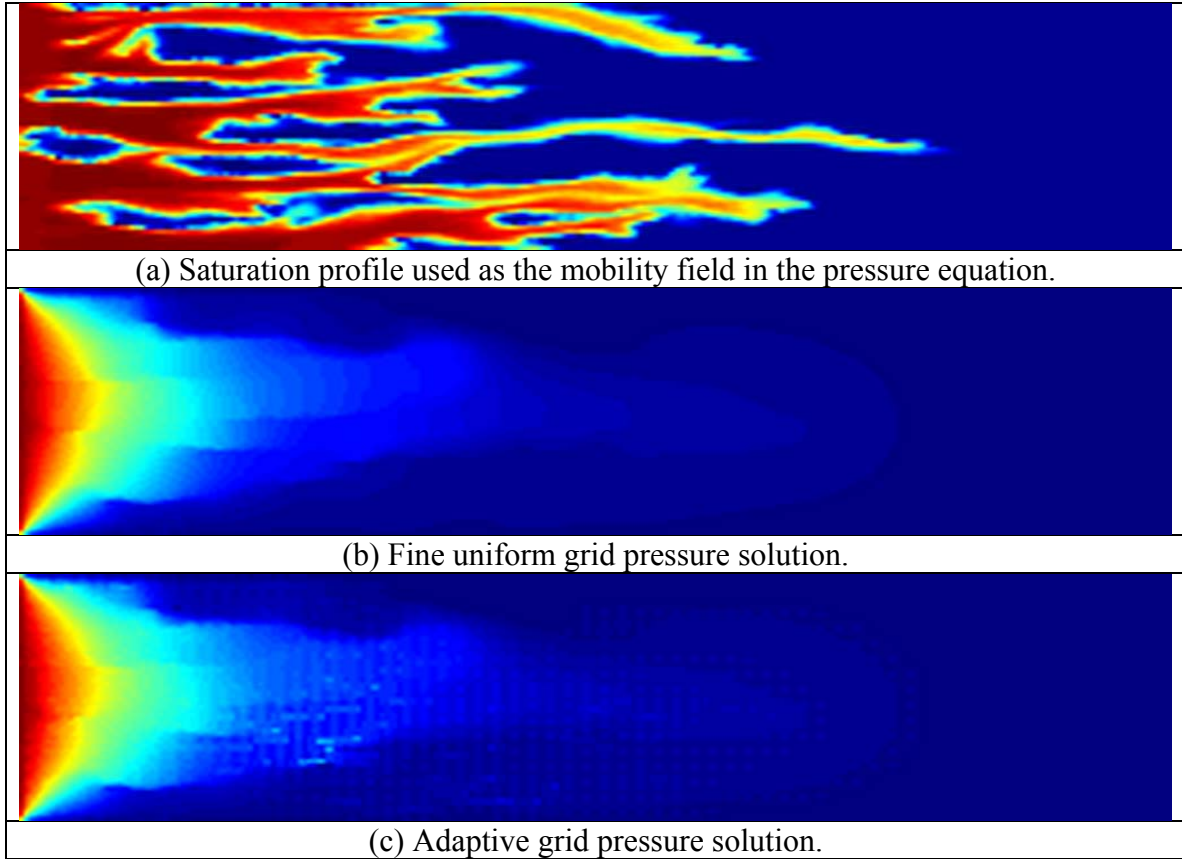 (a) Saturation profile used as the mobility field in the pressure equation.
(b) Fine uniform grid pressure solution.
(c) Adaptive grid pressure solution.